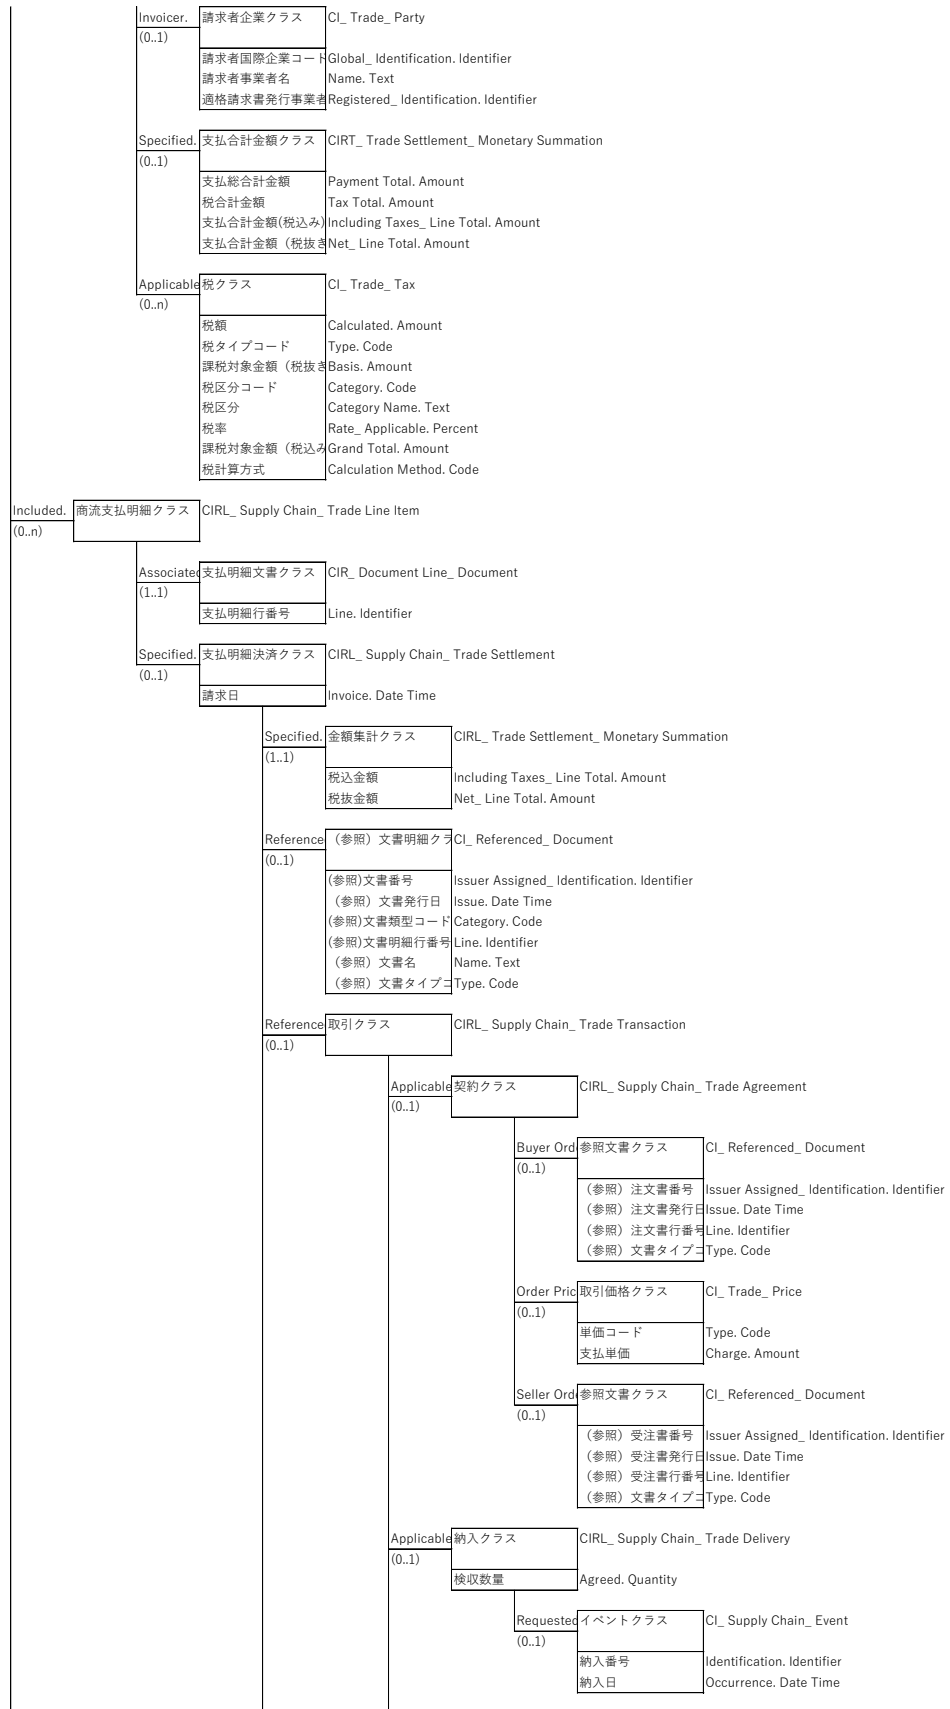 Invoicer. 請求者企業クラス CI_ Trade_ Party
(0..1)
請求者国際企業コード Global_ Identification. Identifier
請求者事業者名 Name. Text
適格請求書発行事業者 Registered_ Identification. Identifier
Specified. 支払合計金額クラス CIRT_ Trade Settlement_ Monetary Summation
(0..1)
支払総合計金額 Payment Total. Amount
税合計金額 Tax Total. Amount
支払合計金額(税込み) Including Taxes_ Line Total. Amount
支払合計金額（税抜き Net_ Line Total. Amount
Applicable 税クラス CI_ Trade_ Tax
(0..n)
税額 Calculated. Amount
税タイプコード Type. Code
課税対象金額（税抜き Basis. Amount
税区分コード Category. Code
税区分 Category Name. Text
税率 Rate_ Applicable. Percent
課税対象金額（税込み Grand Total. Amount
税計算方式 Calculation Method. Code
Included. 商流支払明細クラス CIRL_ Supply Chain_ Trade Line Item
(0..n)
Associated 支払明細文書クラス CIR_ Document Line_ Document
(1..1)
支払明細行番号 Line. Identifier
Specified. 支払明細決済クラス CIRL_ Supply Chain_ Trade Settlement
(0..1)
請求日 Invoice. Date Time
Specified. 金額集計クラス CIRL_ Trade Settlement_ Monetary Summation
(1..1)
税込金額 Including Taxes_ Line Total. Amount
税抜金額 Net_ Line Total. Amount
Reference （参照）文書明細クラ CI_ Referenced_ Document
(0..1)
(参照)文書番号 Issuer Assigned_ Identification. Identifier
（参照）文書発行日 Issue. Date Time
(参照)文書類型コード Category. Code
(参照)文書明細行番号 Line. Identifier
（参照）文書名 Name. Text
（参照）文書タイプコ Type. Code
Reference 取引クラス CIRL_ Supply Chain_ Trade Transaction
(0..1)
Applicable 契約クラス CIRL_ Supply Chain_ Trade Agreement
(0..1)
Buyer Ord 参照文書クラス CI_ Referenced_ Document
(0..1)
（参照）注文書番号 Issuer Assigned_ Identification. Identifier
（参照）注文書発行日 Issue. Date Time
（参照）注文書行番号 Line. Identifier
（参照）文書タイプコ Type. Code
Order Pric 取引価格クラス CI_ Trade_ Price
(0..1)
単価コード Type. Code
支払単価 Charge. Amount
Seller Ord 参照文書クラス CI_ Referenced_ Document
(0..1)
（参照）受注書番号 Issuer Assigned_ Identification. Identifier
（参照）受注書発行日 Issue. Date Time
（参照）受注書行番号 Line. Identifier
（参照）文書タイプコ Type. Code
Applicable 納入クラス CIRL_ Supply Chain_ Trade Delivery
(0..1)
検収数量 Agreed. Quantity
Requested イベントクラス CI_ Supply Chain_ Event
(0..1)
納入番号 Identification. Identifier
納入日 Occurrence. Date Time